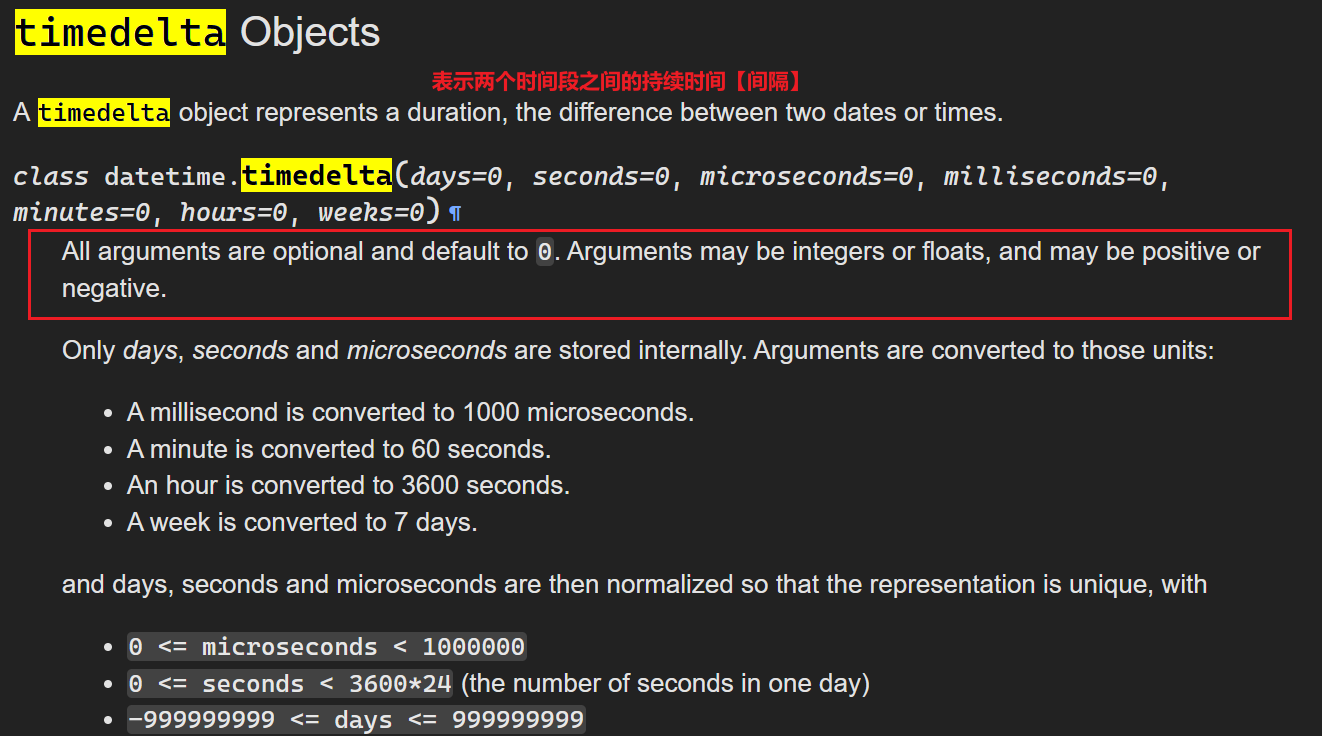 timedelta Objects
表示两个时间段之间的持续时间【间隔】
A timedelta object represents a duration, the difference between two dates or times.
class datetime.timedelta(days=0, seconds=0, microseconds=0, milliseconds=0,
minutes=0, hours=0, weeks=0)¶
All arguments are optional and default to 0. Arguments may be integers or floats, and may be positive or
negative.
Only days, seconds and microseconds are stored internally. Arguments are converted to those units:
• A millisecond is converted to 1000 microseconds.
• A minute is converted to 60 seconds.
• An hour is converted to 3600 seconds.
• A week is converted to 7 days.
and days, seconds and microseconds are then normalized so that the representation is unique, with
• 0 <= microseconds < 1000000
• 0 <= seconds < 3600*24 (the number of seconds in one day)
• -999999999 <= days <= 999999999